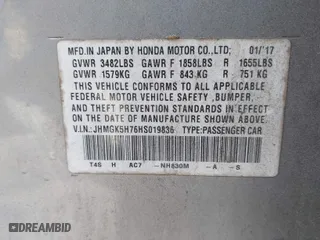 MFD. IN JAPAN BY HONDA MOTOR CO.,LTD. 01/17
GVWR 3482LBS GAWR F 1858LBS R 1655LBS
GVWR 1579KG GAWR F 843 KG R 751 KG
THIS VEHICLE CONFORMS TO ALL APPLICABLE
FEDERAL MOTOR VEHICLE SAFETY ,BUMPER,
AND THEFT PREVENTION STANDARDS IN EFFECT
ON THE DATE OF MANUFACTURE SHOWN ABOVE.
V.I.N.: JHMGK5H76HS019836 TYPE:PASSENGER CAR
T4S H AC7 -NH830M -A -S
DREAMBID